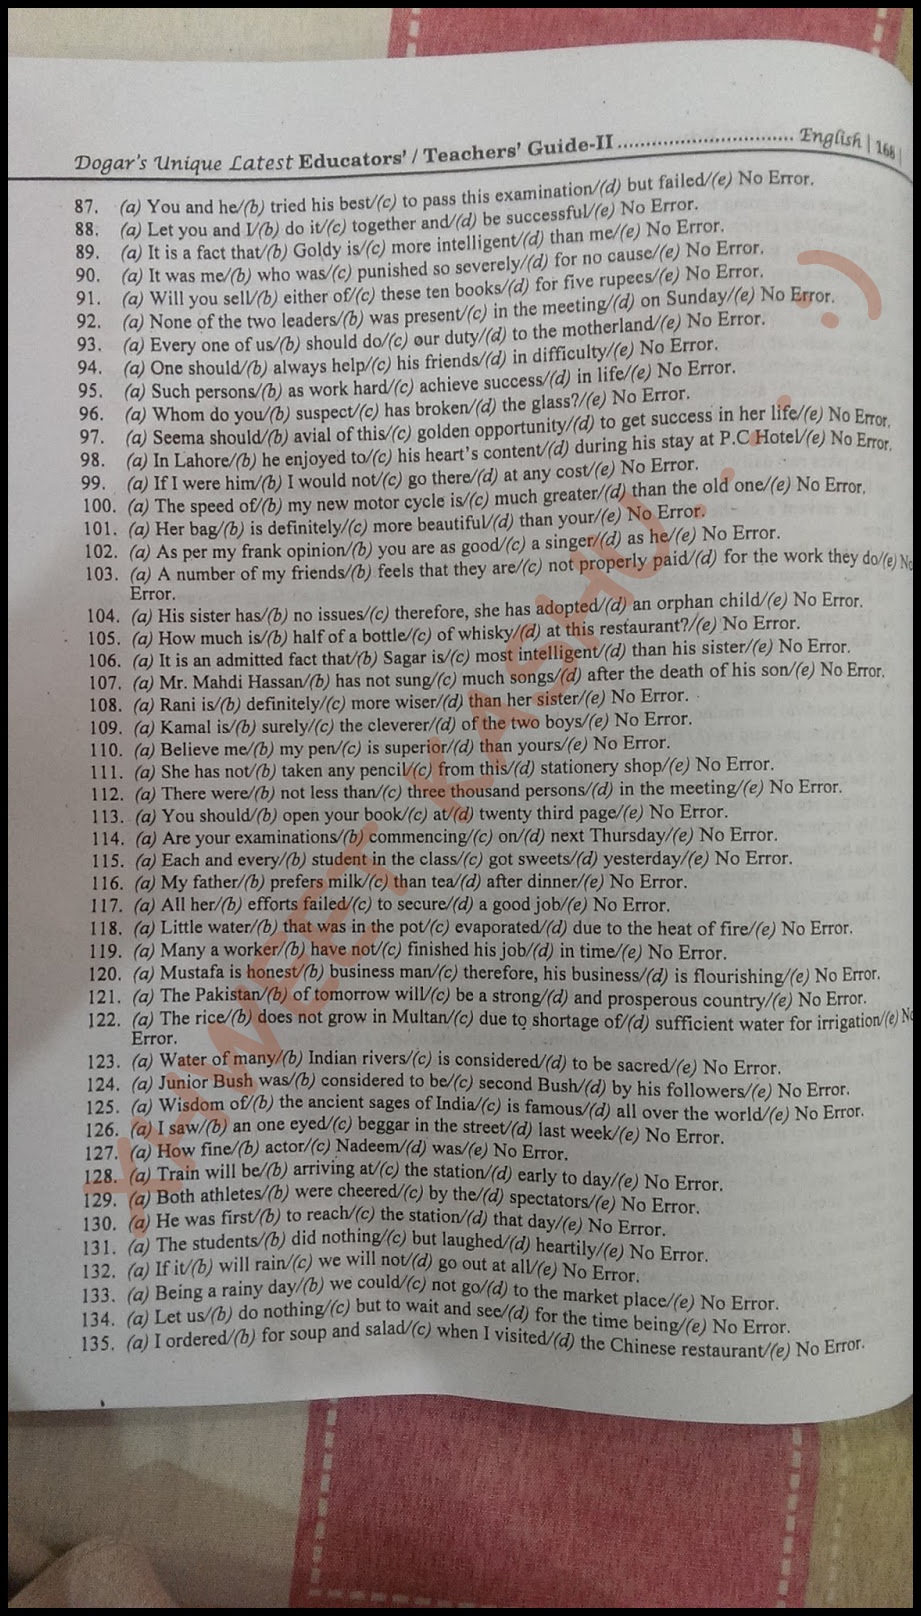 Dogar's Unique Latest Educators' / Teachers' Guide-II .............................. English | 168 |
87. (a) You and he/(b) tried his best/(c) to pass this examination/(d) but failed/(e) No Error.
88. (a) Let you and I/(b) do it/(c) together and/(d) be successful/(e) No Error.
89. (a) It is a fact that/(b) Goldy is/(c) more intelligent/(d) than me/(e) No Error.
90. (a) It was me/(b) who was/(c) punished so severely/(d) for no cause/(e) No Error.
91. (a) Will you sell/(b) either of/(c) these ten books/(d) for five rupees/(e) No Error.
92. (a) None of the two leaders/(b) was present/(c) in the meeting/(d) on Sunday/(e) No Error.
93. (a) Every one of us/(b) should do/(c) our duty/(d) to the motherland/(e) No Error.
94. (a) One should/(b) always help/(c) his friends/(d) in difficulty/(e) No Error.
95. (a) Such persons/(b) as work hard/(c) achieve success/(d) in life/(e) No Error.
96. (a) Whom do you/(b) suspect/(c) has broken/(d) the glass?/(e) No Error.
97. (a) Seema should/(b) avial of this/(c) golden opportunity/(d) to get success in her life/(e) No Error.
98. (a) In Lahore/(b) he enjoyed to/(c) his heart's content/(d) during his stay at P.C Hotel/(e) No Error.
99. (a) If I were him/(b) I would not/(c) go there/(d) at any cost/(e) No Error.
100. (a) The speed of/(b) my new motor cycle is/(c) much greater/(d) than the old one/(e) No Error.
101. (a) Her bag/(b) is definitely/(c) more beautiful/(d) than your/(e) No Error.
102. (a) As per my frank opinion/(b) you are as good/(c) a singer/(d) as he/(e) No Error.
103. (a) A number of my friends/(b) feels that they are/(c) not properly paid/(d) for the work they do/(e) No
Error.
104. (a) His sister has/(b) no issues/(c) therefore, she has adopted/(d) an orphan child/(e) No Error.
105. (a) How much is/(b) half of a bottle/(c) of whisky/(d) at this restaurant?/(e) No Error.
106. (a) It is an admitted fact that/(b) Sagar is/(c) most intelligent/(d) than his sister/(e) No Error.
107. (a) Mr. Mahdi Hassan/(b) has not sung/(c) much songs/(d) after the death of his son/(e) No Error.
108. (a) Rani is/(b) definitely/(c) more wiser/(d) than her sister/(e) No Error.
109. (a) Kamal is/(b) surely/(c) the cleverer/(d) of the two boys/(e) No Error.
110. (a) Believe me/(b) my pen/(c) is superior/(d) than yours/(e) No Error.
111. (a) She has not/(b) taken any pencil/(c) from this/(d) stationery shop/(e) No Error.
112. (a) There were/(b) not less than/(c) three thousand persons/(d) in the meeting/(e) No Error.
113. (a) You should/(b) open your book/(c) at/(d) twenty third page/(e) No Error.
114. (a) Are your examinations/(b) commencing/(c) on/(d) next Thursday/(e) No Error.
115. (a) Each and every/(b) student in the class/(c) got sweets/(d) yesterday/(e) No Error.
116. (a) My father/(b) prefers milk/(c) than tea/(d) after dinner/(e) No Error.
117. (a) All her/(b) efforts failed/(c) to secure/(d) a good job/(e) No Error.
118. (a) Little water/(b) that was in the pot/(c) evaporated/(d) due to the heat of fire/(e) No Error.
119. (a) Many a worker/(b) have not/(c) finished his job/(d) in time/(e) No Error.
120. (a) Mustafa is honest/(b) business man/(c) therefore, his business/(d) is flourishing/(e) No Error.
121. (a) The Pakistan/(b) of tomorrow will/(c) be a strong/(d) and prosperous country/(e) No Error.
122. (a) The rice/(b) does not grow in Multan/(c) due to shortage of/(d) sufficient water for irrigation/(e) No
Error.
123. (a) Water of many/(b) Indian rivers/(c) is considered/(d) to be sacred/(e) No Error.
124. (a) Junior Bush was/(b) considered to be/(c) second Bush/(d) by his followers/(e) No Error.
125. (a) Wisdom of/(b) the ancient sages of India/(c) is famous/(d) all over the world/(e) No Error.
126. (a) I saw/(b) an one eyed/(c) beggar in the street/(d) last week/(e) No Error.
127. (a) How fine/(b) actor/(c) Nadeem/(d) was/(e) No Error.
128. (a) Train will be/(b) arriving at/(c) the station/(d) early to day/(e) No Error.
129. (a) Both athletes/(b) were cheered/(c) by the/(d) spectators/(e) No Error.
130. (a) He was first/(b) to reach/(c) the station/(d) that day/(e) No Error.
131. (a) The students/(b) did nothing/(c) but laughed/(d) heartily/(e) No Error.
132. (a) If it/(b) will rain/(c) we will not/(d) go out at all/(e) No Error.
133. (a) Being a rainy day/(b) we could/(c) not go/(d) to the market place/(e) No Error.
134. (a) Let us/(b) do nothing/(c) but to wait and see/(d) for the time being/(e) No Error.
135. (a) I ordered/(b) for soup and salad/(c) when I visited/(d) the Chinese restaurant/(e) No Error.